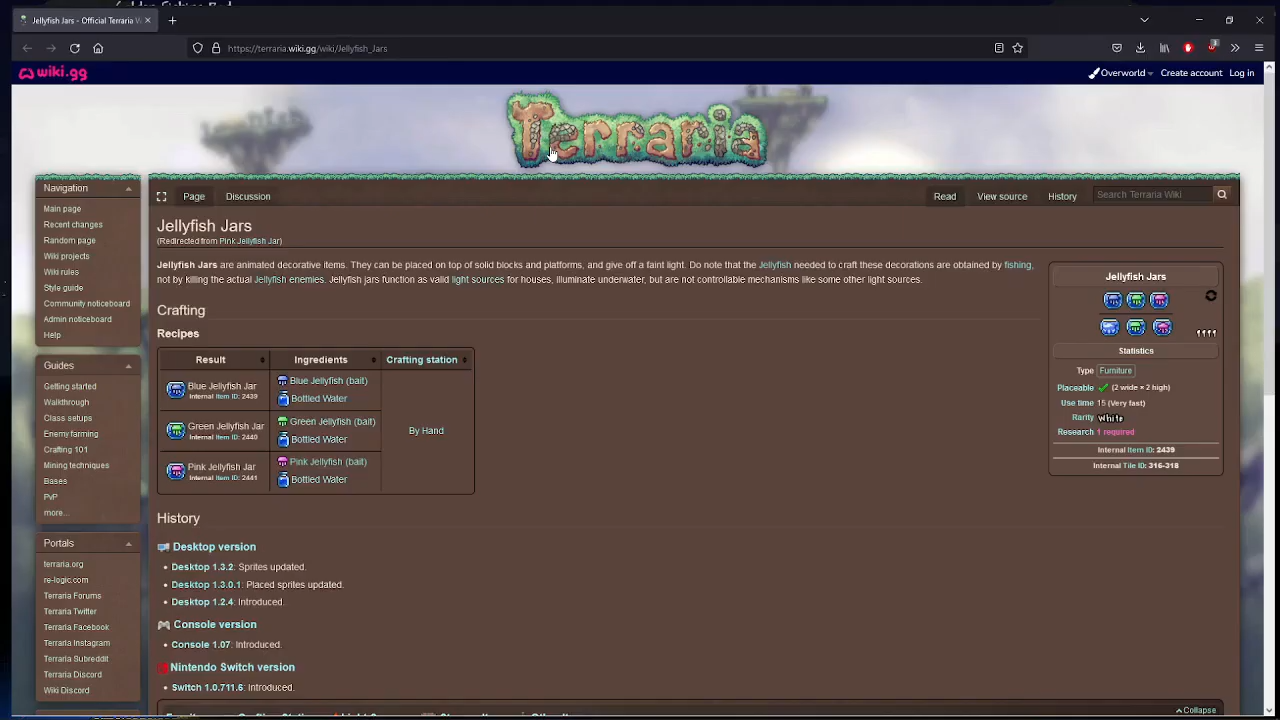 Jellyfish Jars - Official Terraria W
https://terraria.wiki.gg/wiki/Jellyfish_Jars
wiki.gg
Overworld
Create account
Log in
Terraria
Navigation
Main page
Recent changes
Random page
Wiki projects
Wiki rules
Style guide
Community noticeboard
Admin noticeboard
Help
Guides
Getting started
Walkthrough
Class setups
Enemy farming
Crafting 101
Mining techniques
Bases
PvP
more...
Portals
terraria.org
re-logic.com
Terraria Forums
Terraria Twitter
Terraria Facebook
Terraria Instagram
Terraria Subreddit
Terraria Discord
Wiki Discord
Page Discussion
Read View source History Search Terraria Wiki
Jellyfish Jars
(Redirected from Pink Jellyfish Jar)
Jellyfish Jars are animated decorative items. They can be placed on top of solid blocks and platforms, and give off a faint light. Do note that the Jellyfish needed to craft these decorations are obtained by fishing,
not by killing the actual Jellyfish enemies. Jellyfish jars function as valid light sources for houses, illuminate underwater, but are not controllable mechanisms like some other light sources.
Crafting
Recipes
Result Ingredients Crafting station
Blue Jellyfish Jar
Internal Item ID: 2439
Blue Jellyfish (bait)
Bottled Water
Green Jellyfish Jar
Internal Item ID: 2440
Green Jellyfish (bait)
Bottled Water
By Hand
Pink Jellyfish Jar
Internal Item ID: 2441
Pink Jellyfish (bait)
Bottled Water
History
Desktop version
Desktop 1.3.2: Sprites updated.
Desktop 1.3.0.1: Placed sprites updated.
Desktop 1.2.4: Introduced.
Console version
Console 1.07: Introduced.
Nintendo Switch version
Switch 1.0.711.6: Introduced.
Collapse
Jellyfish Jars
Statistics
Type Furniture
Placeable (2 wide × 2 high)
Use time 15 (Very fast)
Rarity White
Research 1 required
Internal Item ID: 2439
Internal Tile ID: 316-318